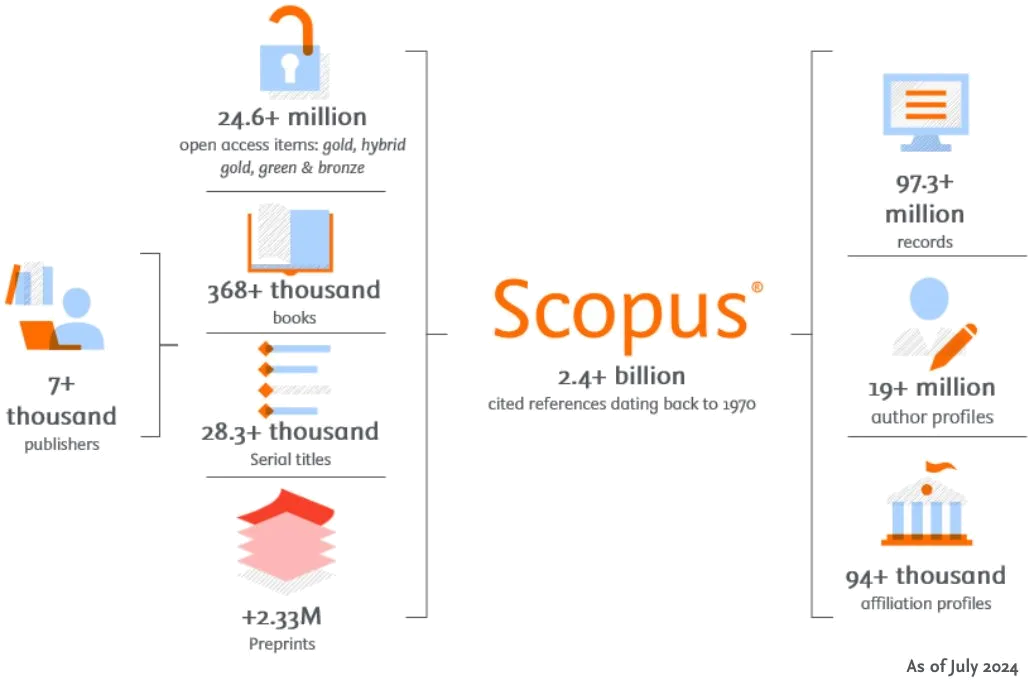 24.6+ million
open access items: gold, hybrid
gold, green & bronze
368+ thousand
books
28.3+ thousand
Serial titles
+2.33M
Preprints
7+
thousand
publishers
Scopus®
2.4+ billion
cited references dating back to 1970
97.3+
million
records
19+ million
author profiles
94+ thousand
affiliation profiles
As of July 2024